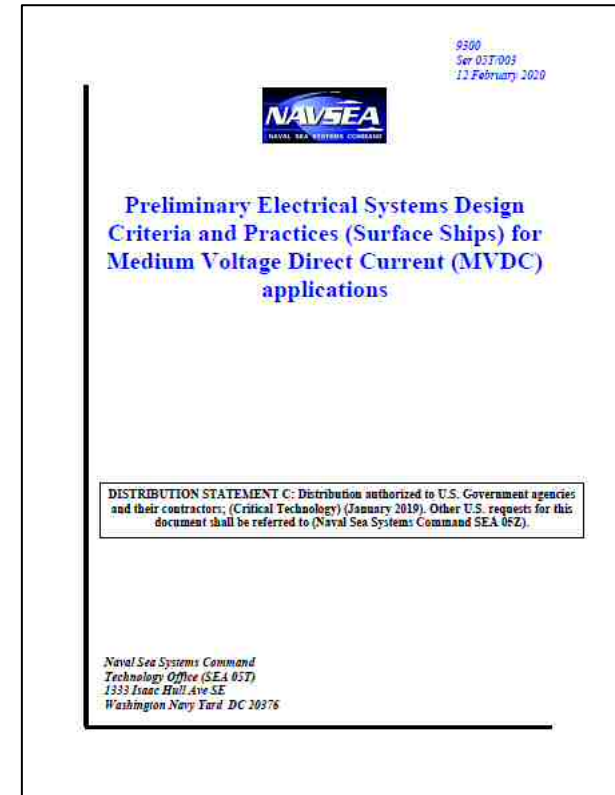 9300
Ser 05T/003
12 February 2020
NAVSEA
NAVAL SEA SYSTEMS COMMAND
Preliminary Electrical Systems Design
Criteria and Practices (Surface Ships) for
Medium Voltage Direct Current (MVDC)
applications
DISTRIBUTION STATEMENT C: Distribution authorized to U.S. Government agencies
and their contractors; (Critical Technology) (January 2019). Other U.S. requests for this
document shall be referred to (Naval Sea Systems Command SEA 05Z).
Naval Sea Systems Command
Technology Office (SEA 05T)
1333 Isaac Hull Ave SE
Washington Navy Yard DC 20376